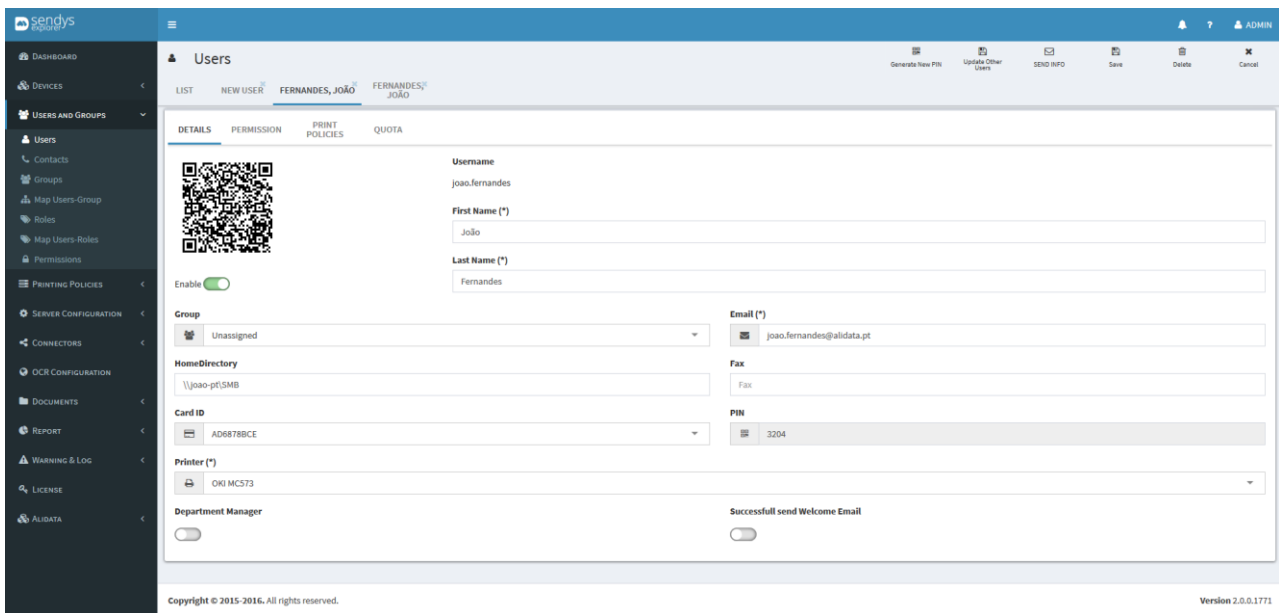 sendys
explorer
ADMIN
DASHBOARD
DEVICES
USERS AND GROUPS
Users
Contacts
Groups
Map Users-Group
Roles
Map Users-Roles
Permissions
PRINTING POLICIES
SERVER CONFIGURATION
CONNECTORS
OCR CONFIGURATION
DOCUMENTS
REPORT
WARNING & LOG
LICENSE
ALIDATA
Users
Generate New PIN
Update Other
Users
SEND INFO
Save
Delete
Cancel
LIST
NEW USER
FERNANDES, JOÃO
FERNANDES,
JOÃO
DETAILS
PERMISSION
PRINT
POLICIES
QUOTA
Username
joao.fernandes
First Name (*)
João
Last Name (*)
Fernandes
Enable
Group
Unassigned
Email (*)
joao.fernandes@alidata.pt
HomeDirectory
\\joao-pt\SMB
Fax
Fax
Card ID
AD6878BCE
PIN
3204
Printer (*)
OKI MC573
Department Manager
Successfull send Welcome Email
Copyright © 2015-2016. All rights reserved.
Version 2.0.0.1771